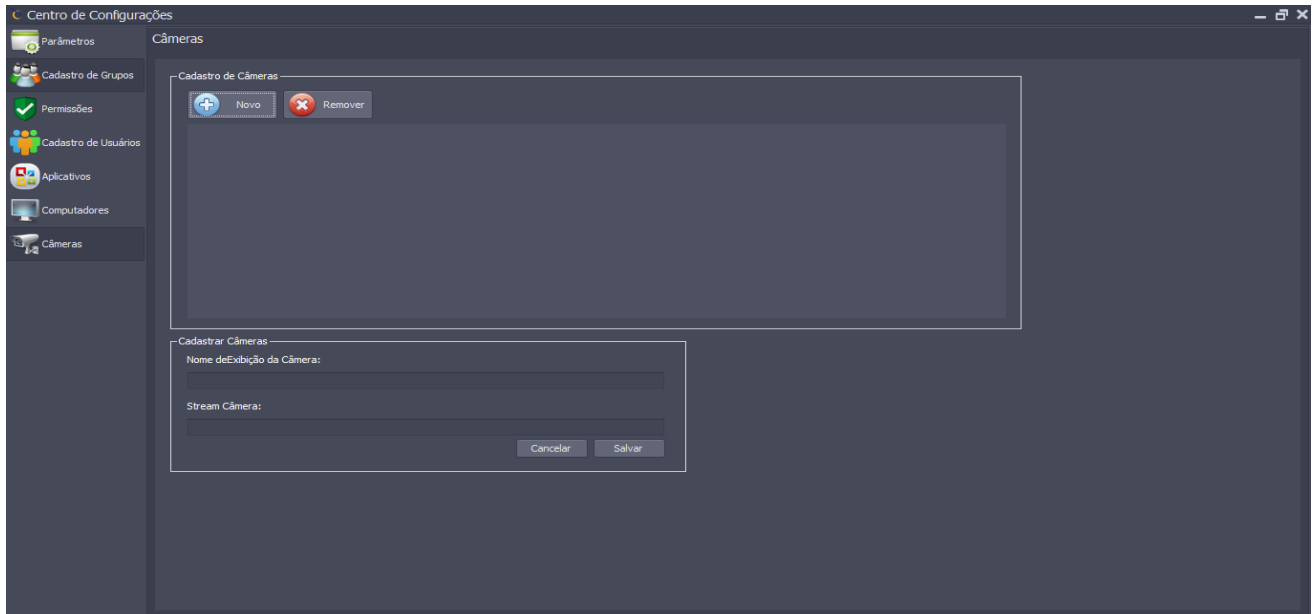 Centro de Configurações
Parâmetros
Cadastro de Grupos
Permissões
Cadastro de Usuários
Aplicativos
Computadores
Câmeras
Câmeras
Cadastro de Câmeras
Novo
Remover
Cadastrar Câmeras
Nome deExibição da Câmera:
Stream Câmera:
Cancelar
Salvar